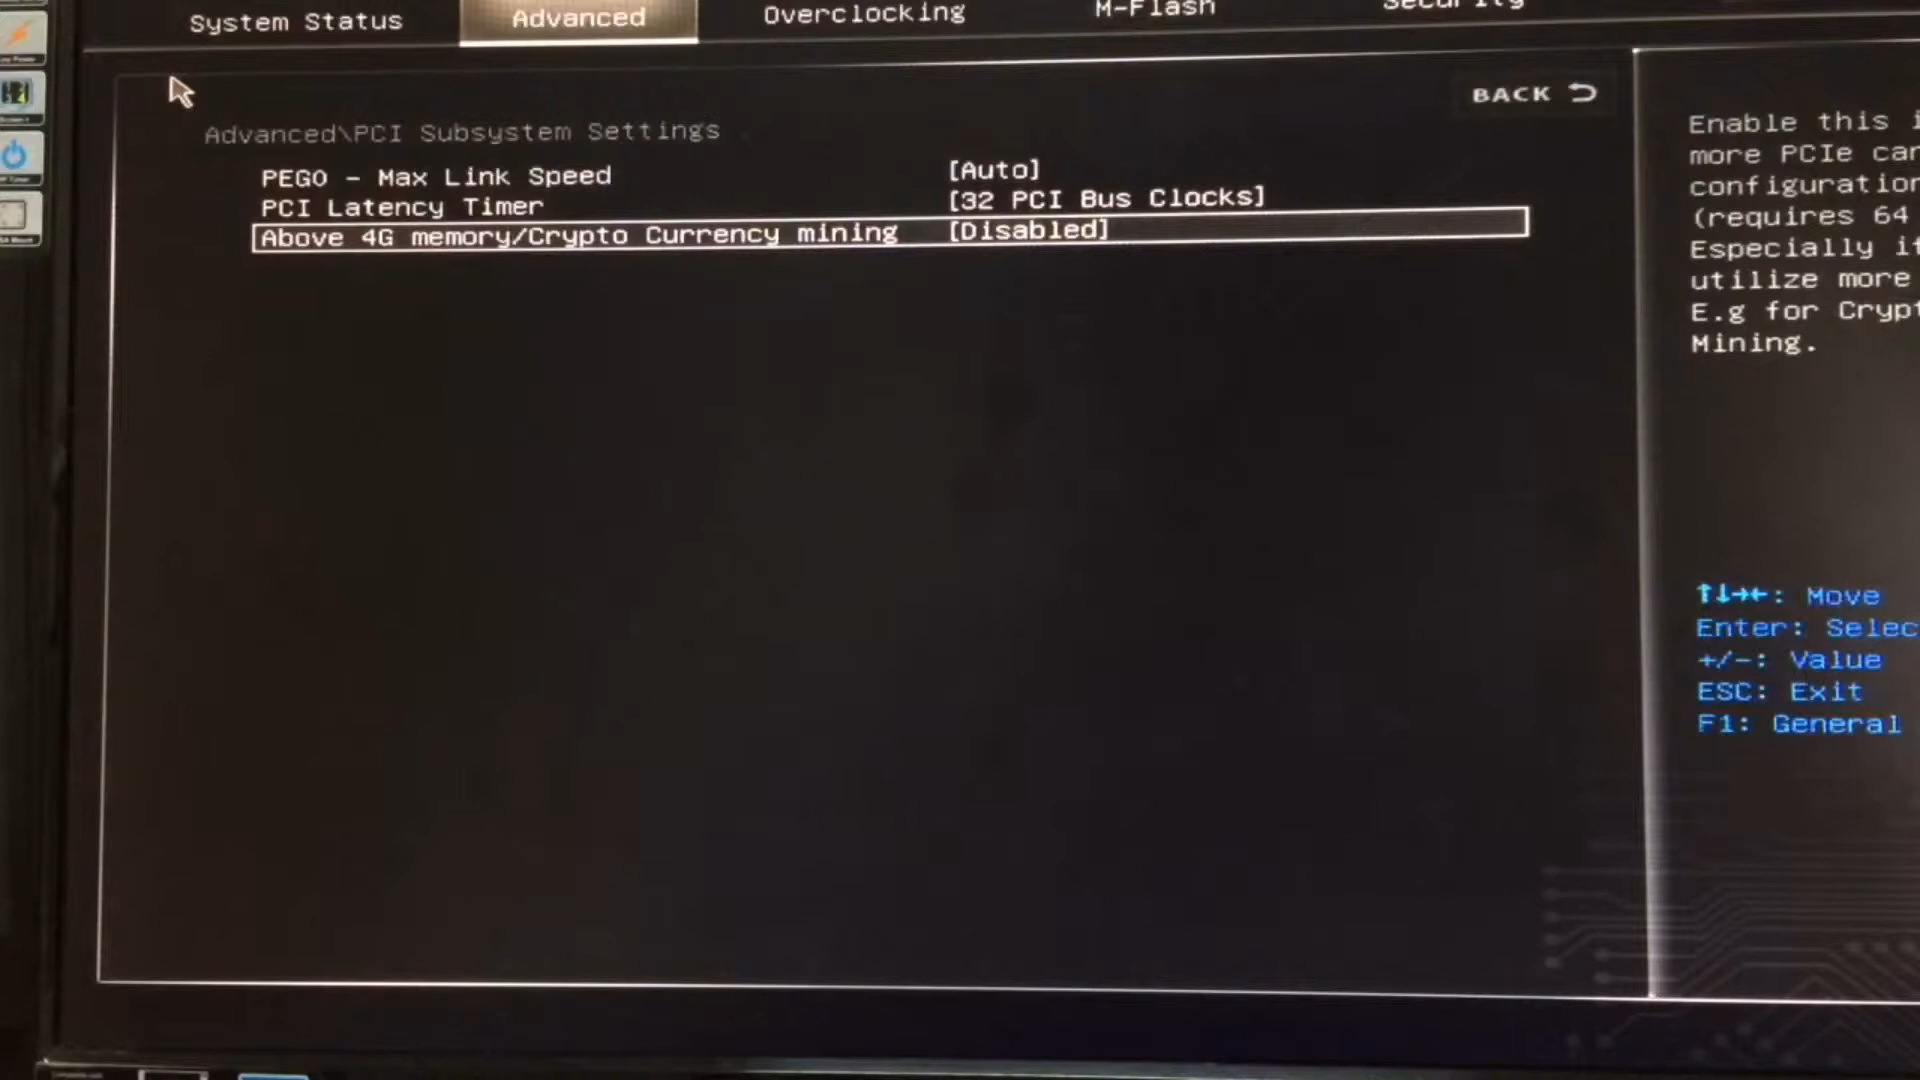 System Status Advanced Overclocking M-Flash Security
BACK
Advanced\PCI Subsystem Settings
PEG0 - Max Link Speed [Auto]
PCI Latency Timer [32 PCI Bus Clocks]
Above 4G memory/Crypto Currency mining [Disabled]
Enable this
more PCIe
configuration
(requires 64
Especially
utilize more
E.g for
Mining.
↑↓→←: Move
Enter:
+/-: Value
ESC: Exit
F1: General